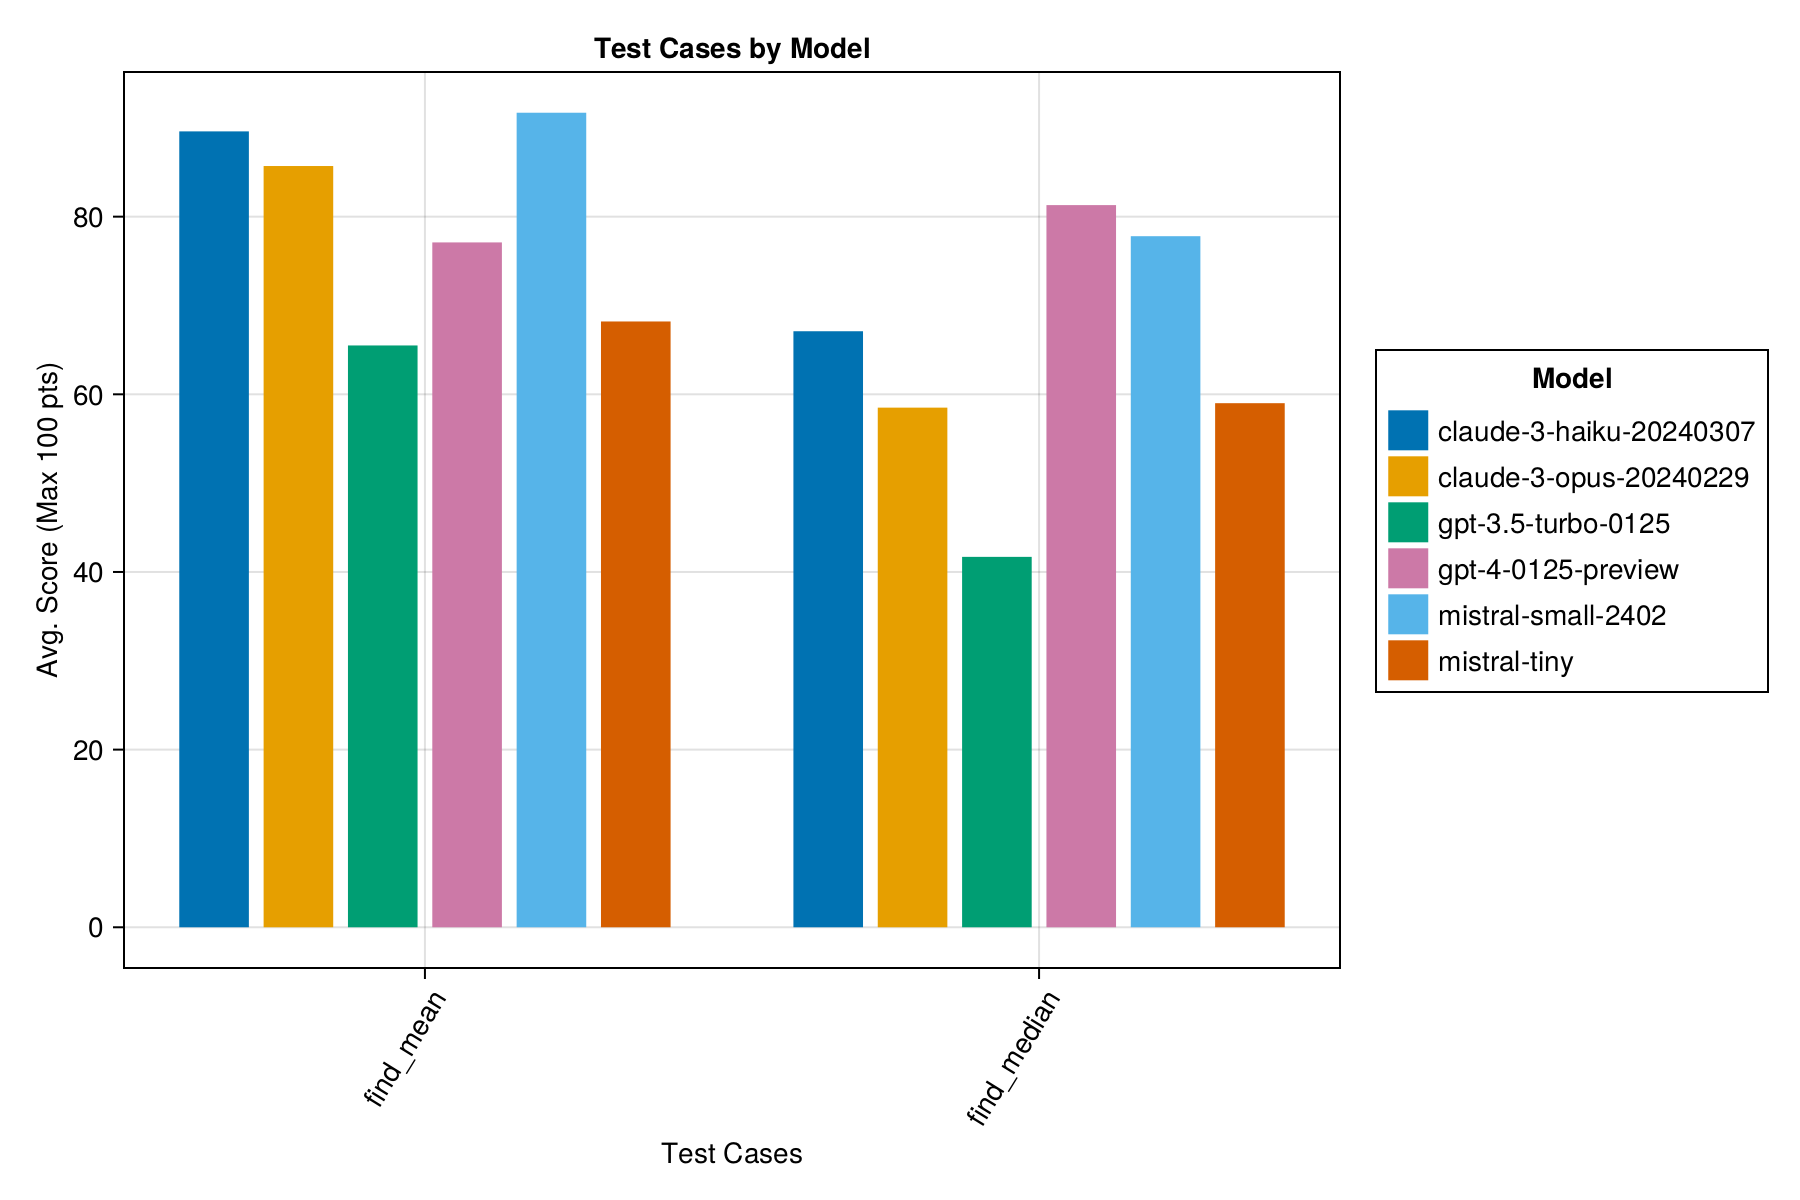 Test Cases by Model
Avg. Score (Max 100 pts)
80
60
40
20
0
find_mean
find_median
Test Cases
Model
claude-3-haiku-20240307
claude-3-opus-20240229
gpt-3.5-turbo-0125
gpt-4-0125-preview
mistral-small-2402
mistral-tiny